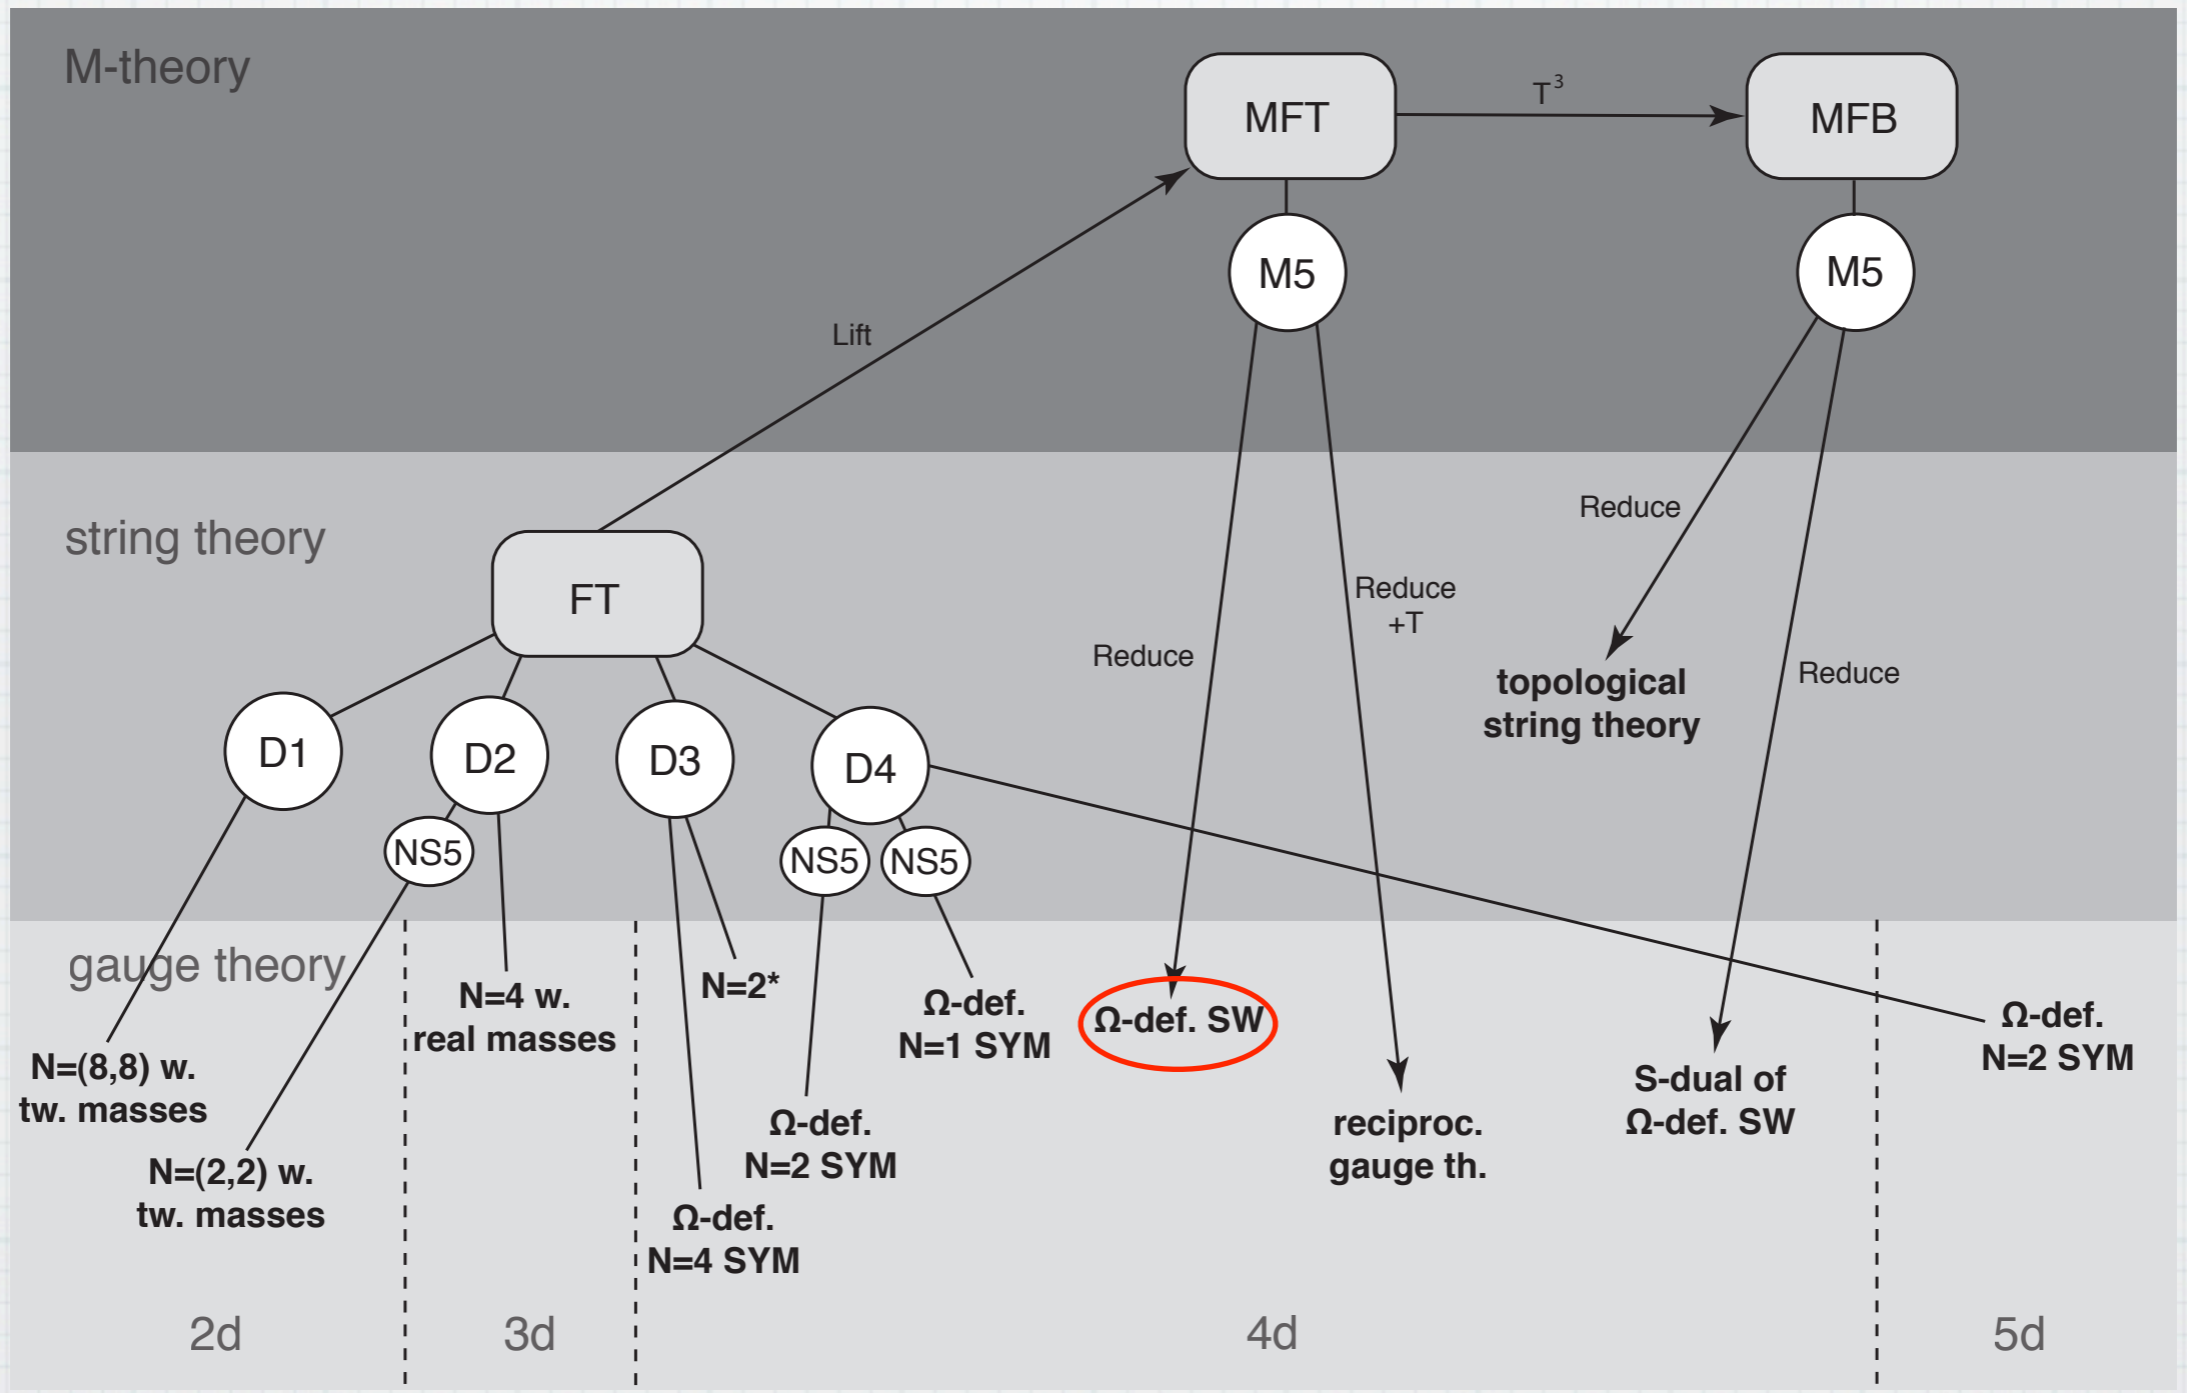 M-theory
MFT
T³
MFB
M5
M5
Lift
string theory
Reduce
FT
Reduce
+T
Reduce
topological
string theory
Reduce
D1
D2
D3
D4
NS5
NS5
NS5
gauge theory
N=4 w.
real masses
N=2*
Ω-def.
N=1 SYM
Ω-def. SW
Ω-def.
N=2 SYM
N=(8,8) w.
tw. masses
S-dual of
Ω-def. SW
Ω-def.
N=2 SYM
reciproc.
gauge th.
N=(2,2) w.
tw. masses
Ω-def.
N=4 SYM
2d
3d
4d
5d